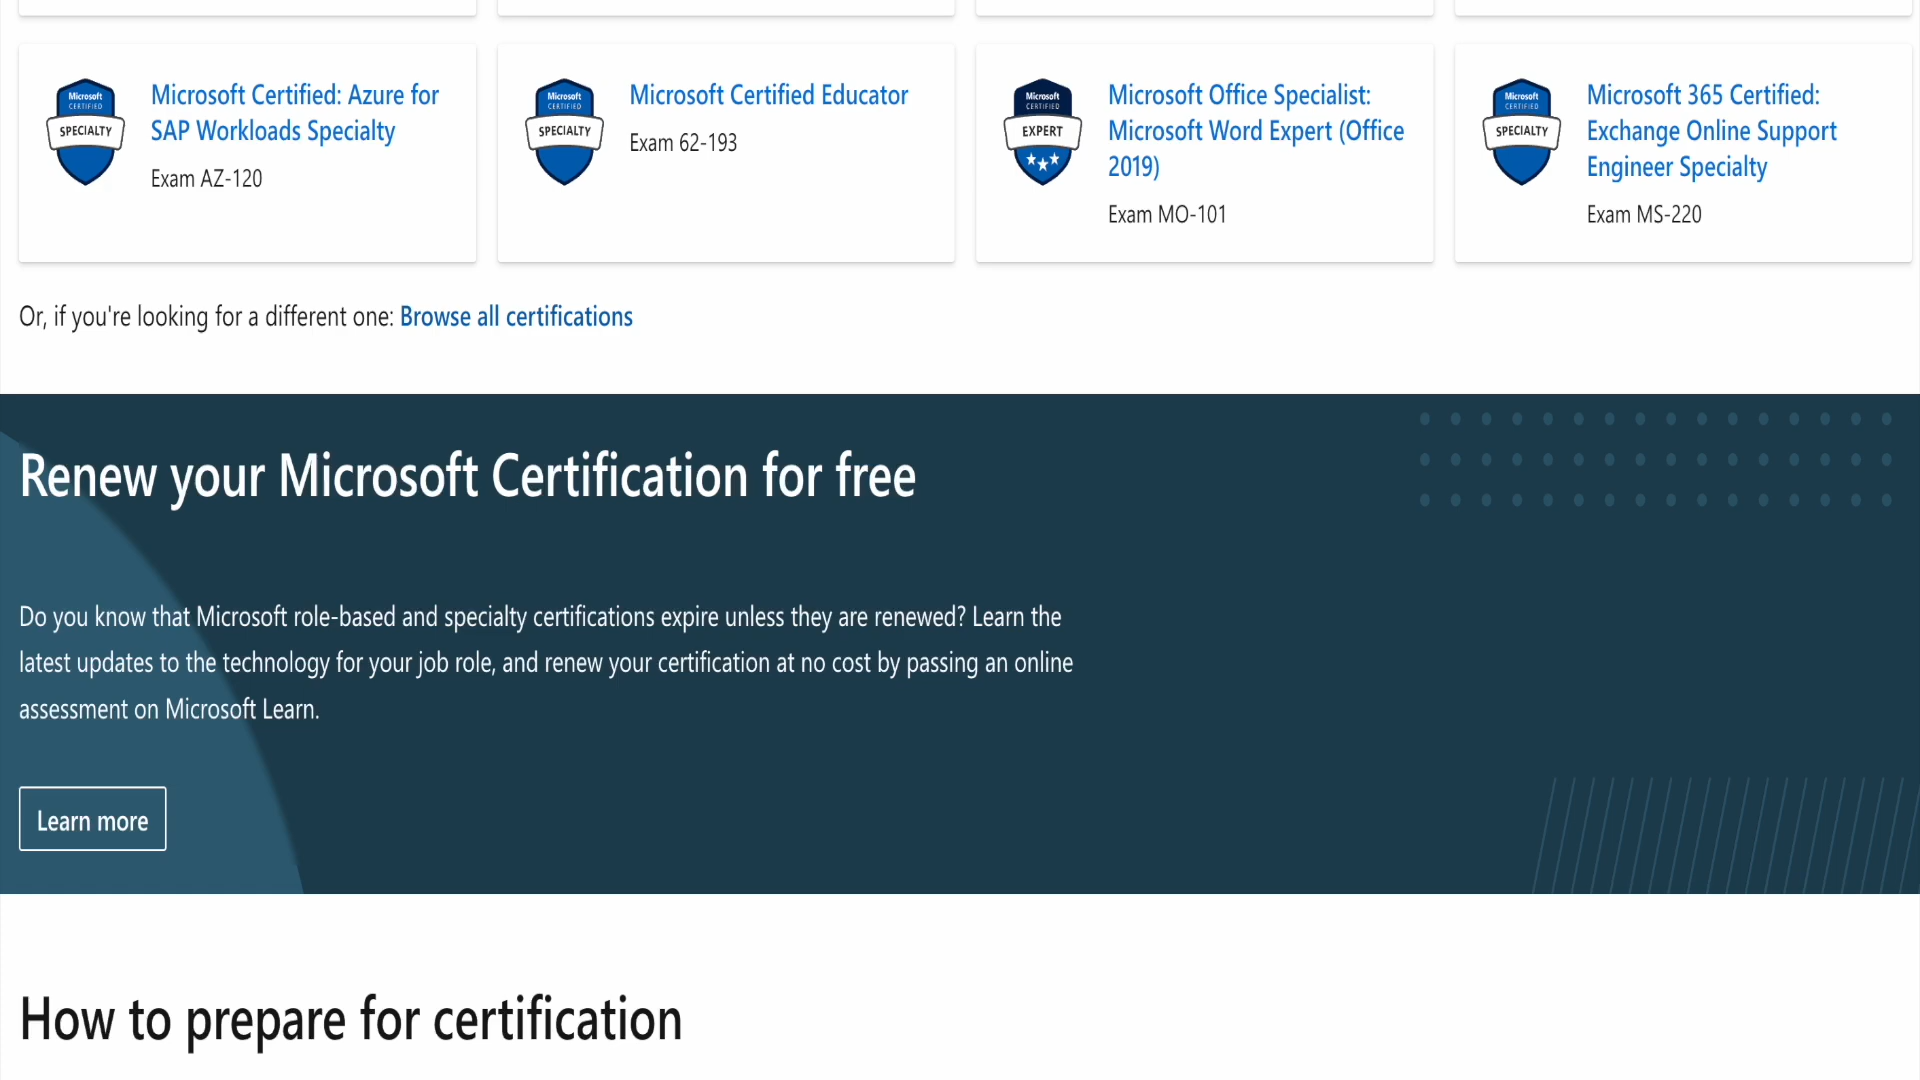 Microsoft
CERTIFIED
SPECIALTY
Microsoft Certified: Azure for
SAP Workloads Specialty
Exam AZ-120
Microsoft
CERTIFIED
SPECIALTY
Microsoft Certified Educator
Exam 62-193
Microsoft
CERTIFIED
EXPERT
Microsoft Office Specialist:
Microsoft Word Expert (Office
2019)
Exam MO-101
Microsoft
CERTIFIED
SPECIALTY
Microsoft 365 Certified:
Exchange Online Support
Engineer Specialty
Exam MS-220
Or, if you're looking for a different one: Browse all certifications
Renew your Microsoft Certification for free
Do you know that Microsoft role-based and specialty certifications expire unless they are renewed? Learn the
latest updates to the technology for your job role, and renew your certification at no cost by passing an online
assessment on Microsoft Learn.
Learn more
How to prepare for certification